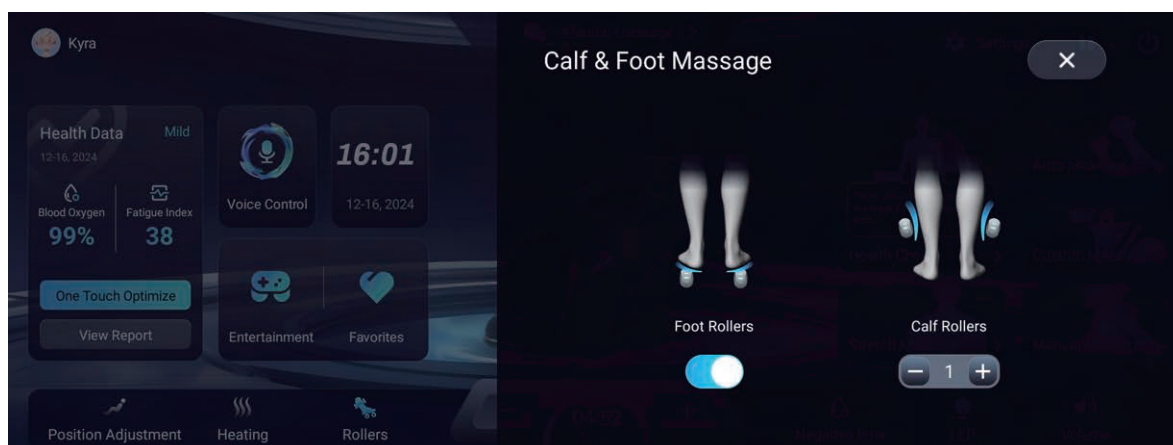 Kyra
Health Data Mild
12-16, 2024
Blood Oxygen Fatigue Index
99% 38
One Touch Optimize
View Report
Voice Control
16:01
12-16, 2024
Entertainment Favorites
Position Adjustment Heating Rollers
Calf & Foot Massage
Foot Rollers Calf Rollers
1